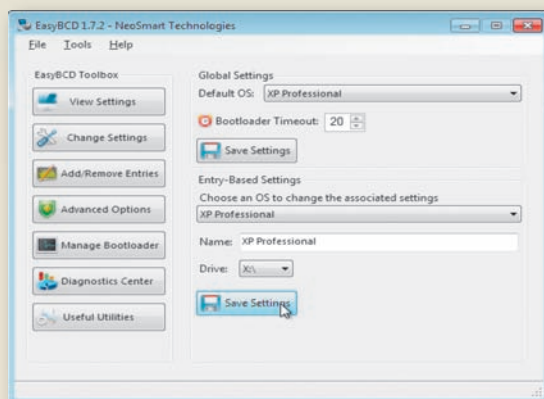 EasyBCD 1.7.2 - NeoSmart Technologies
File Tools Help
EasyBCD Toolbox
View Settings
Change Settings
Add/Remove Entries
Advanced Options
Manage Bootloader
Diagnostics Center
Useful Utilities
Global Settings
Default OS: XP Professional
Bootloader Timeout: 20
Save Settings
Entry-Based Settings
Choose an OS to change the associated settings
XP Professional
Name: XP Professional
Drive: X:\
Save Settings